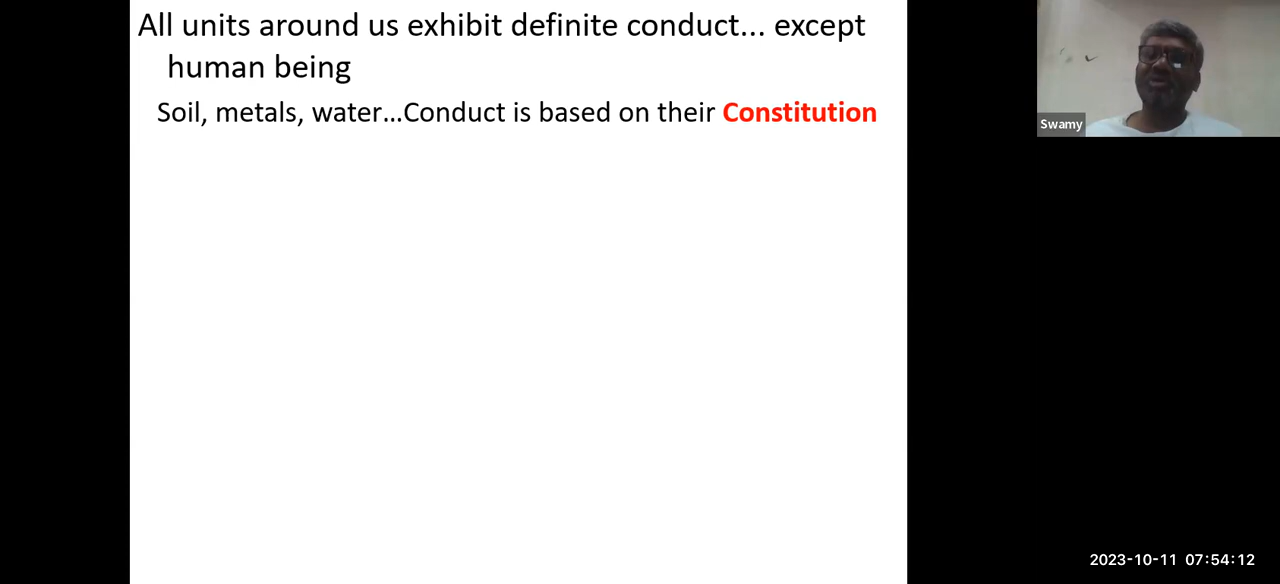 All units around us exhibit definite conduct... except
human being
Soil, metals, water...Conduct is based on their Constitution
Swamy
2023-10-11 07:54:12